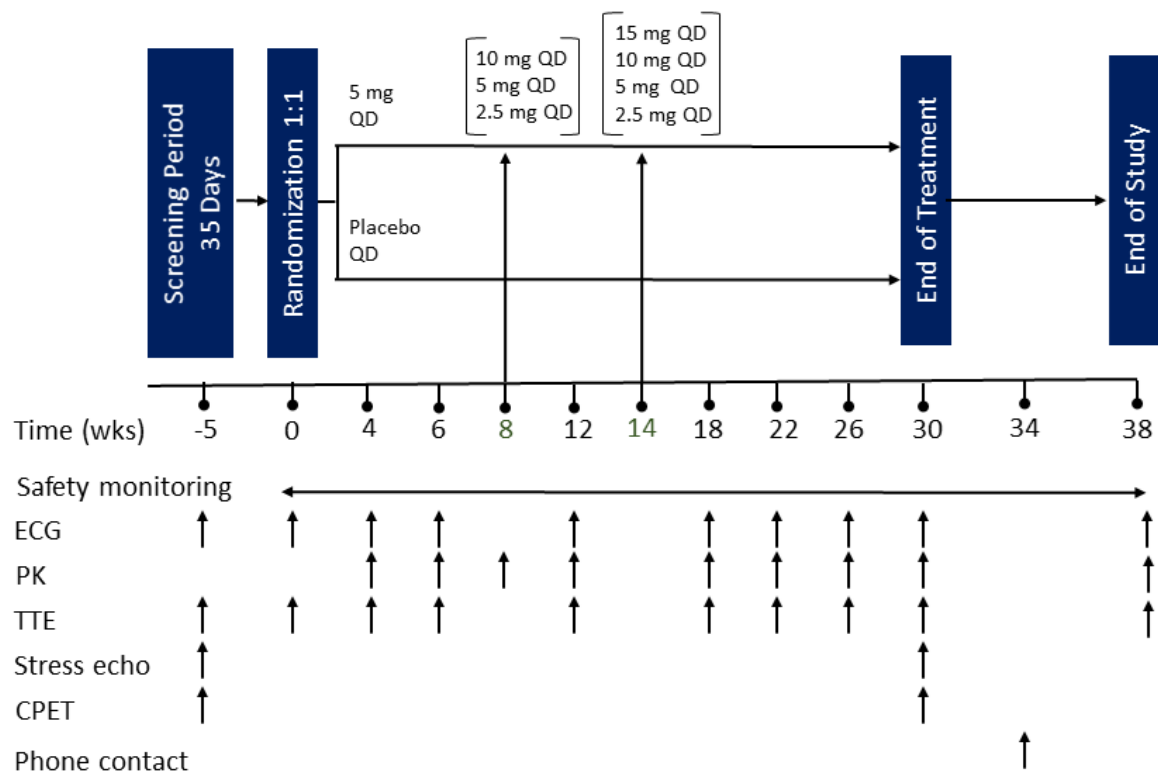 Screening Period
35 Days
Randomization 1:1
5 mg
QD
Placebo
QD
10 mg QD
5 mg QD
2.5 mg QD
15 mg QD
10 mg QD
5 mg QD
2.5 mg QD
End of Treatment
End of Study
Time (wks) -5 0 4 6 8 12 14 18 22 26 30 34 38
Safety monitoring
ECG
PK
TTE
Stress echo
CPET
Phone contact